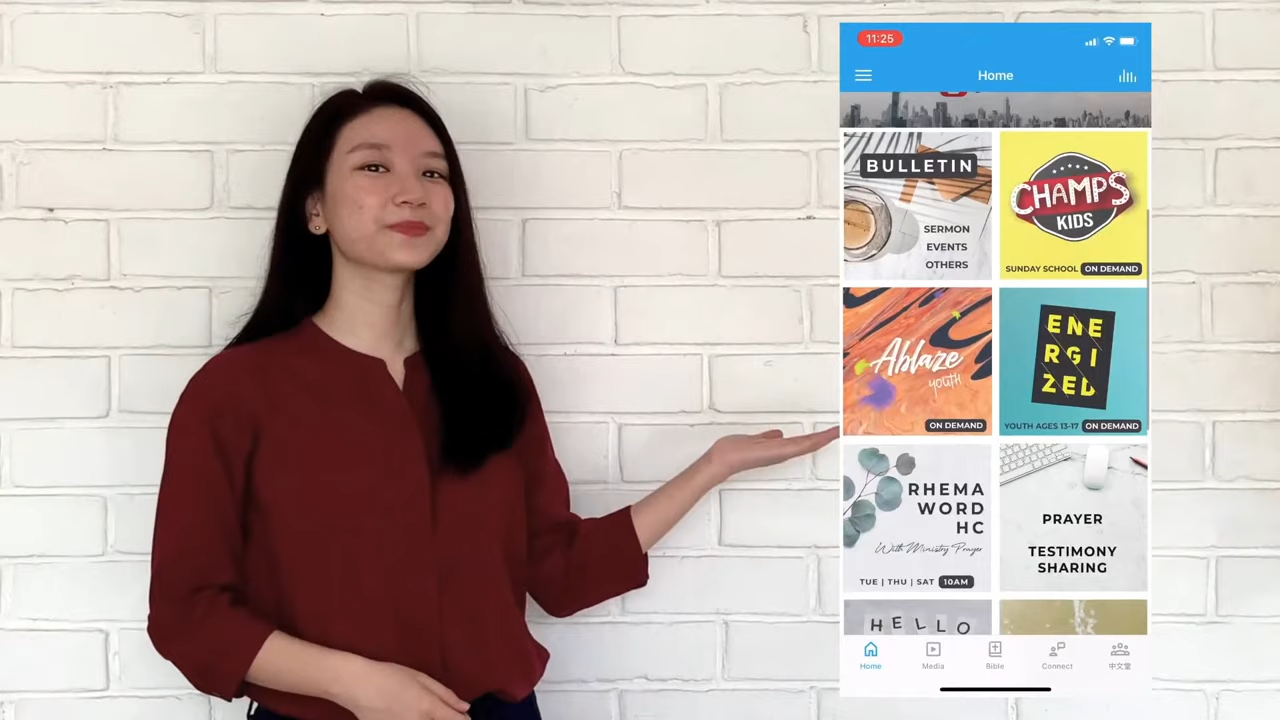 11:25
Home
BULLETIN
SERMON
EVENTS
OTHERS
CHAMPS
KIDS
SUNDAY SCHOOL ON DEMAND
Ablaze
youth
ON DEMAND
ENE
RGI
ZED
YOUTH AGES 13-17 ON DEMAND
RHEMA
WORD
HC
With Ministry Prayer
TUE | THU | SAT 10AM
PRAYER
TESTIMONY
SHARING
HELLO
Home
Media
Bible
Connect
中文堂